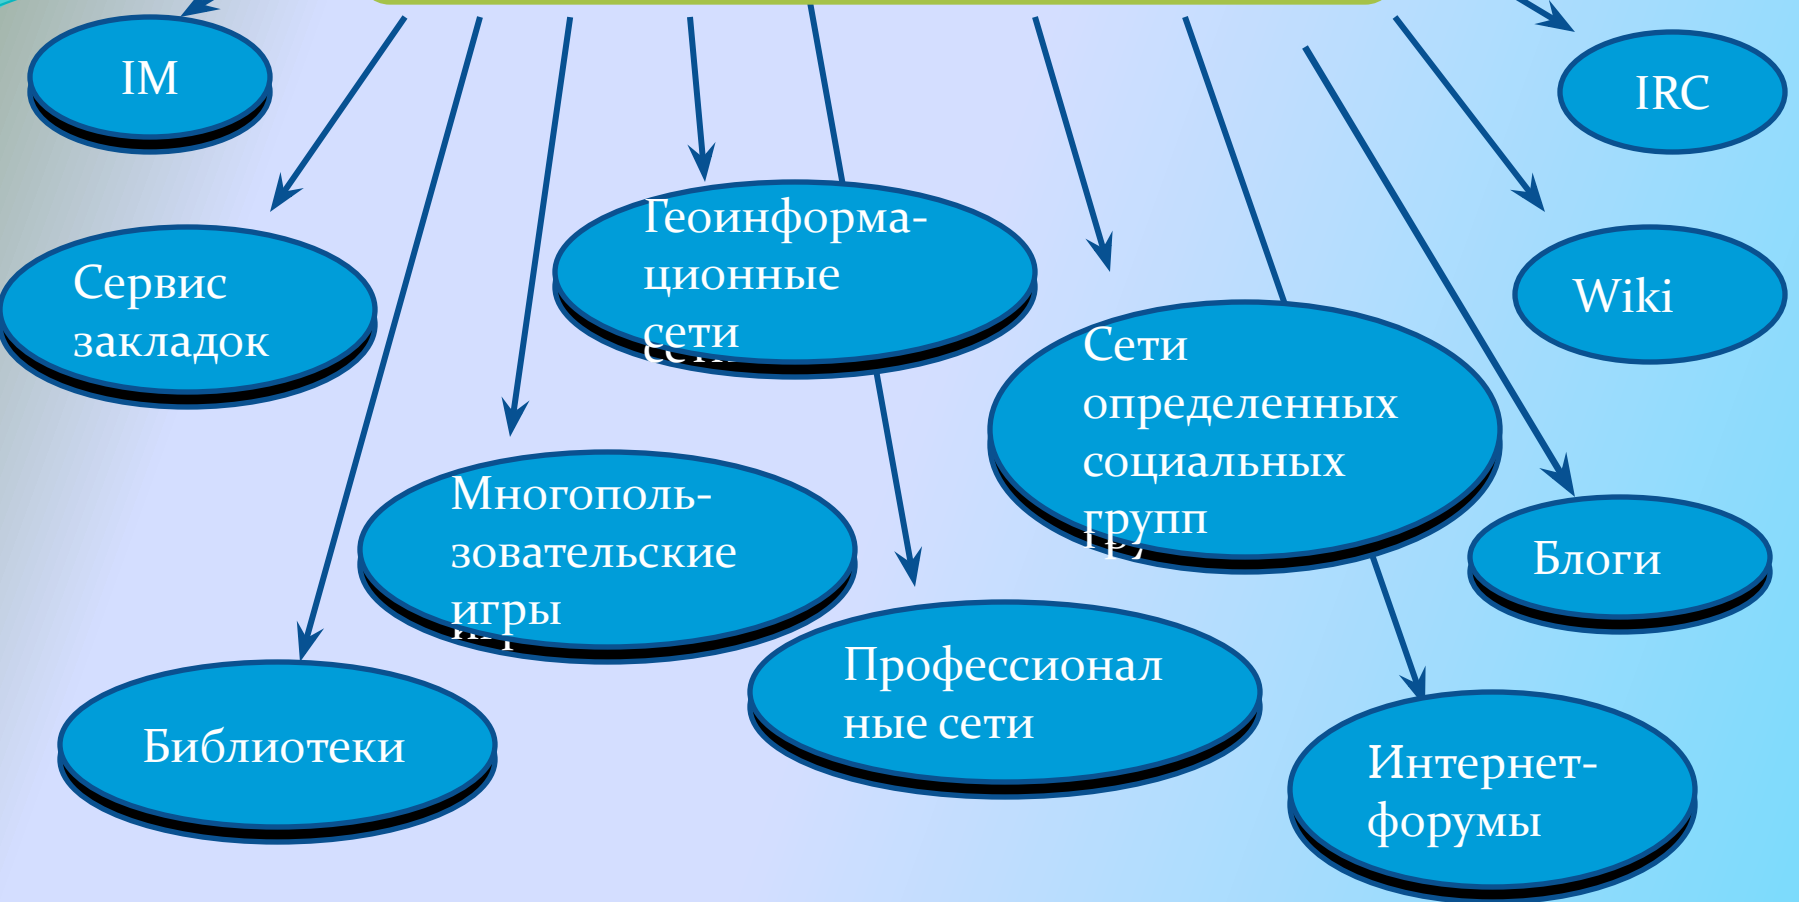 IM
IRC
Геоинформа-
ционные
сети
Сервис
закладок
Wiki
Сети
определенных
социальных
групп
Многополь-
зовательские
игры
Блоги
Профессионал
ные сети
Библиотеки
Интернет-
форумы